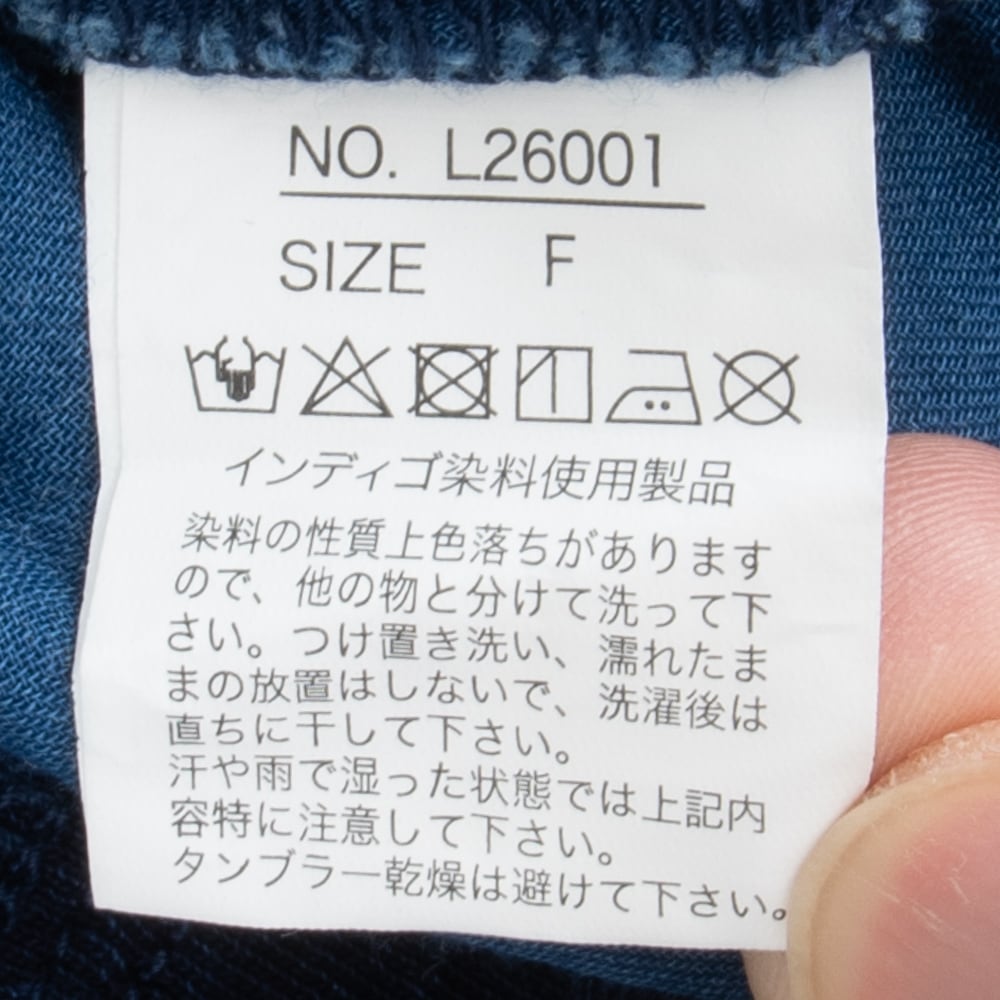 NO. L26001
SIZE F
インディゴ染料使用製品
染料の性質上色落ちがあります
ので、他の物と分けて洗って下
さい。つけ置き洗い、濡れたま
まの放置はしないで、洗濯後は
直ちに干して下さい。
汗や雨で湿った状態では上記内
容特に注意して下さい。
タンブラー乾燥は避けて下さい。